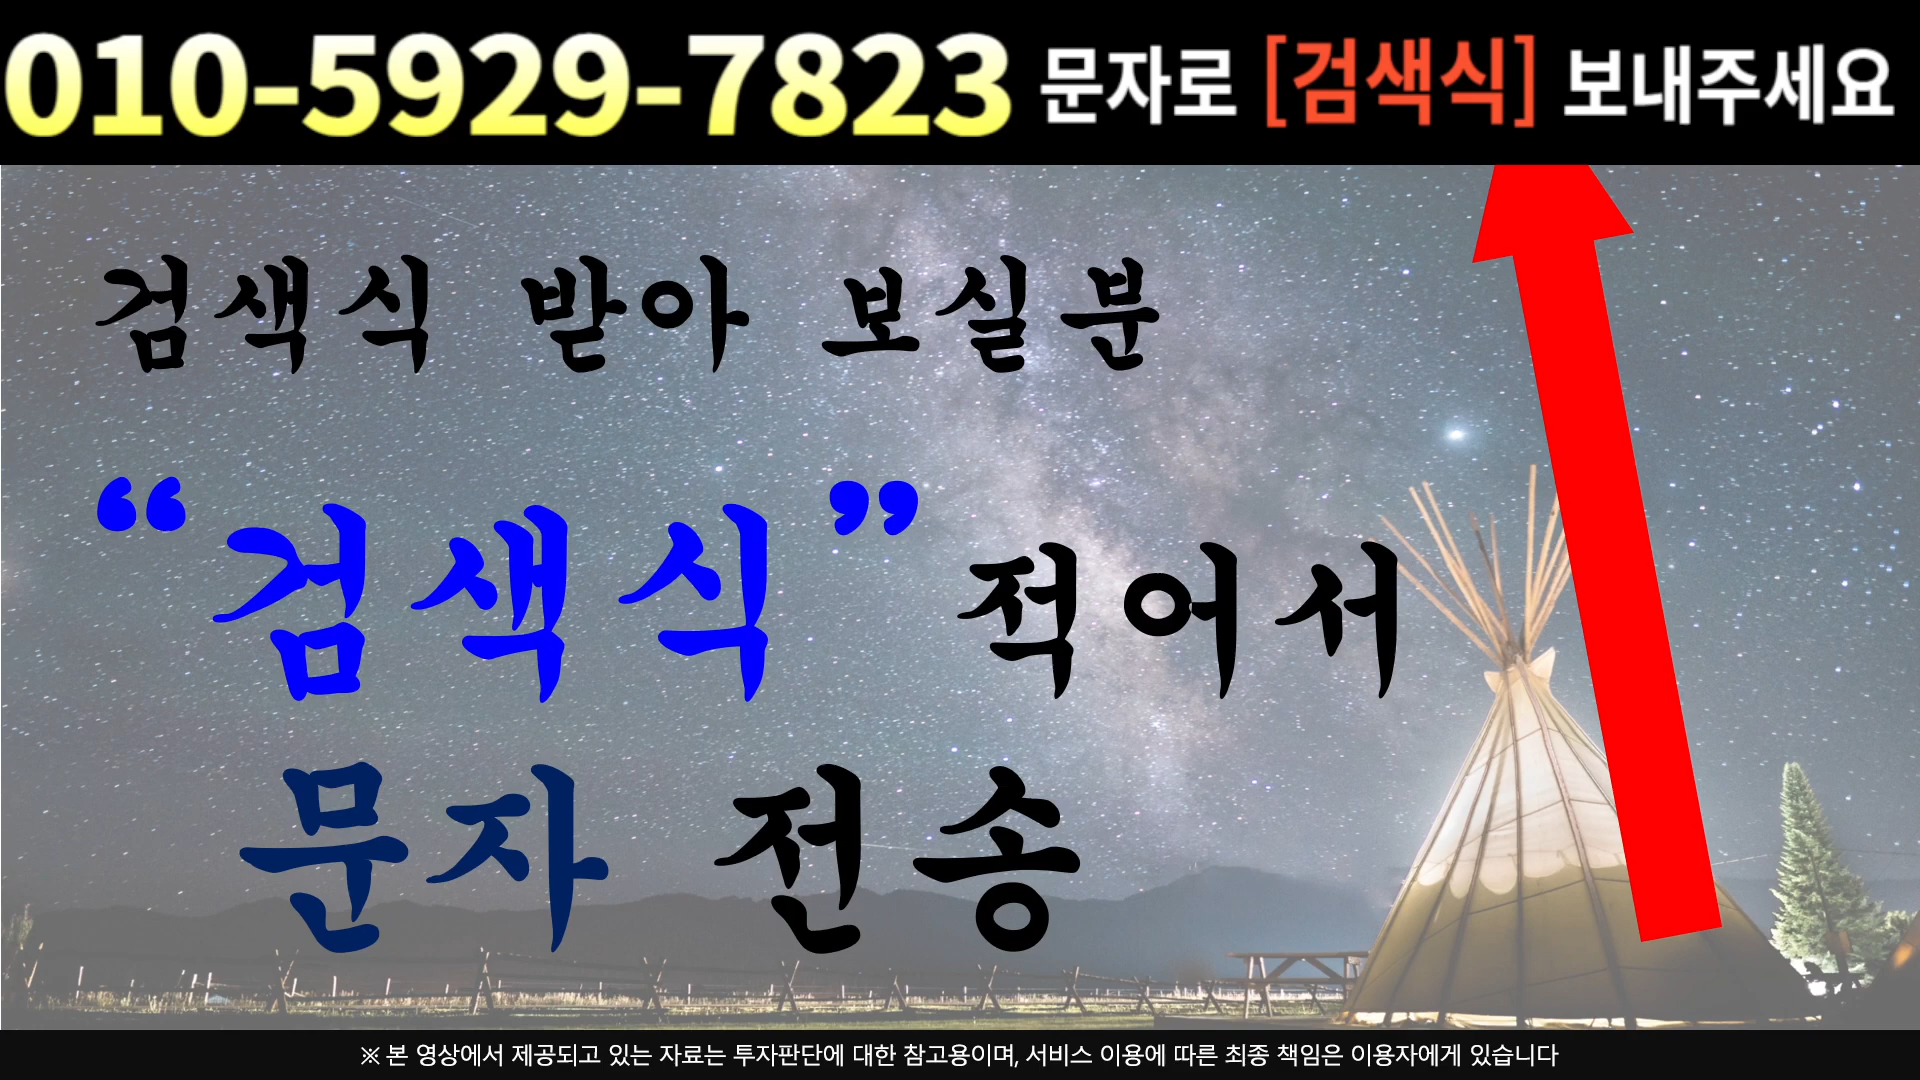 010-5929-7823 문자로 [검색식] 보내주세요
검색식 받아 보실분
“검색식” 적어서
문자 전송
※ 본 영상에서 제공되고 있는 자료는 투자판단에 대한 참고용이며, 서비스 이용에 따른 최종 책임은 이용자에게 있습니다